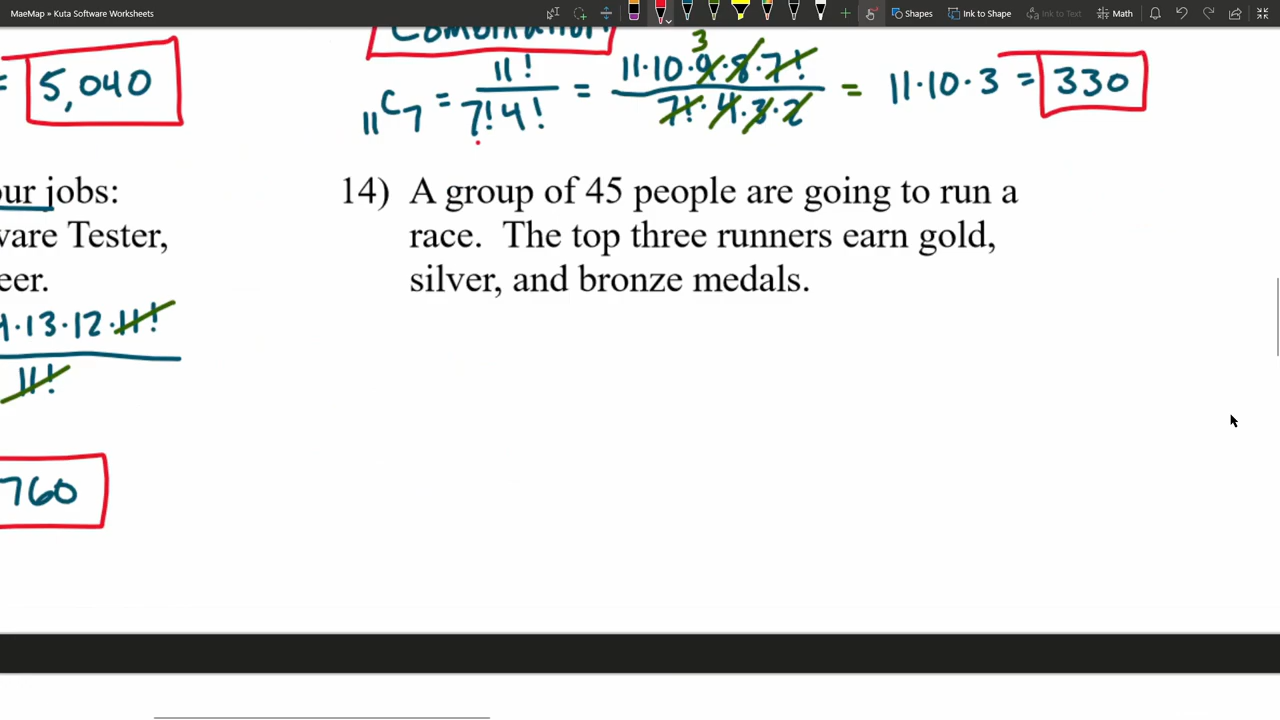 MaeMap » Kuta Software Worksheets
Shapes Ink to Shape Ink to Text Math
Combination
= 5,040
11C7 = 11! / 7!4! = 11·10·9·8·7! / 7!·4·3·2 = 11·10·3 = 330
3
our jobs:
ware Tester,
eer.
4·13·12·11!
11!
760
14) A group of 45 people are going to run a
race. The top three runners earn gold,
silver, and bronze medals.